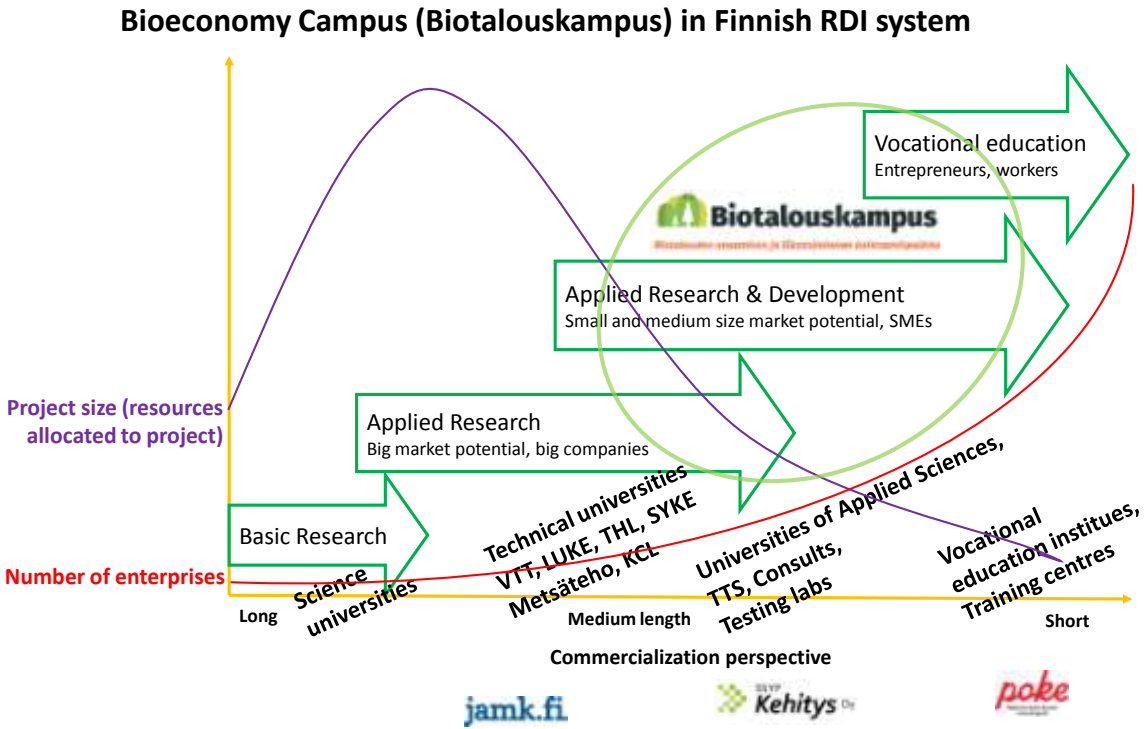 Bioeconomy Campus (Biotalouskampus) in Finnish RDI system
Vocational education
Entrepreneurs, workers
Biotalouskampus
Applied Research & Development
Small and medium size market potential, SMEs
Project size (resources
allocated to project)
Applied Research
Big market potential, big companies
Basic Research
Number of enterprises
Science
universities
Technical universities
VTT, LUKE, THL, SYKE
Metsäteho, KCL
Universities of Applied Sciences,
TTS, Consults,
Testing labs
Vocational
education institues,
Training centres
Long
Medium length
Short
Commercialization perspective
jamk.fi
Kehitys Oy
poke